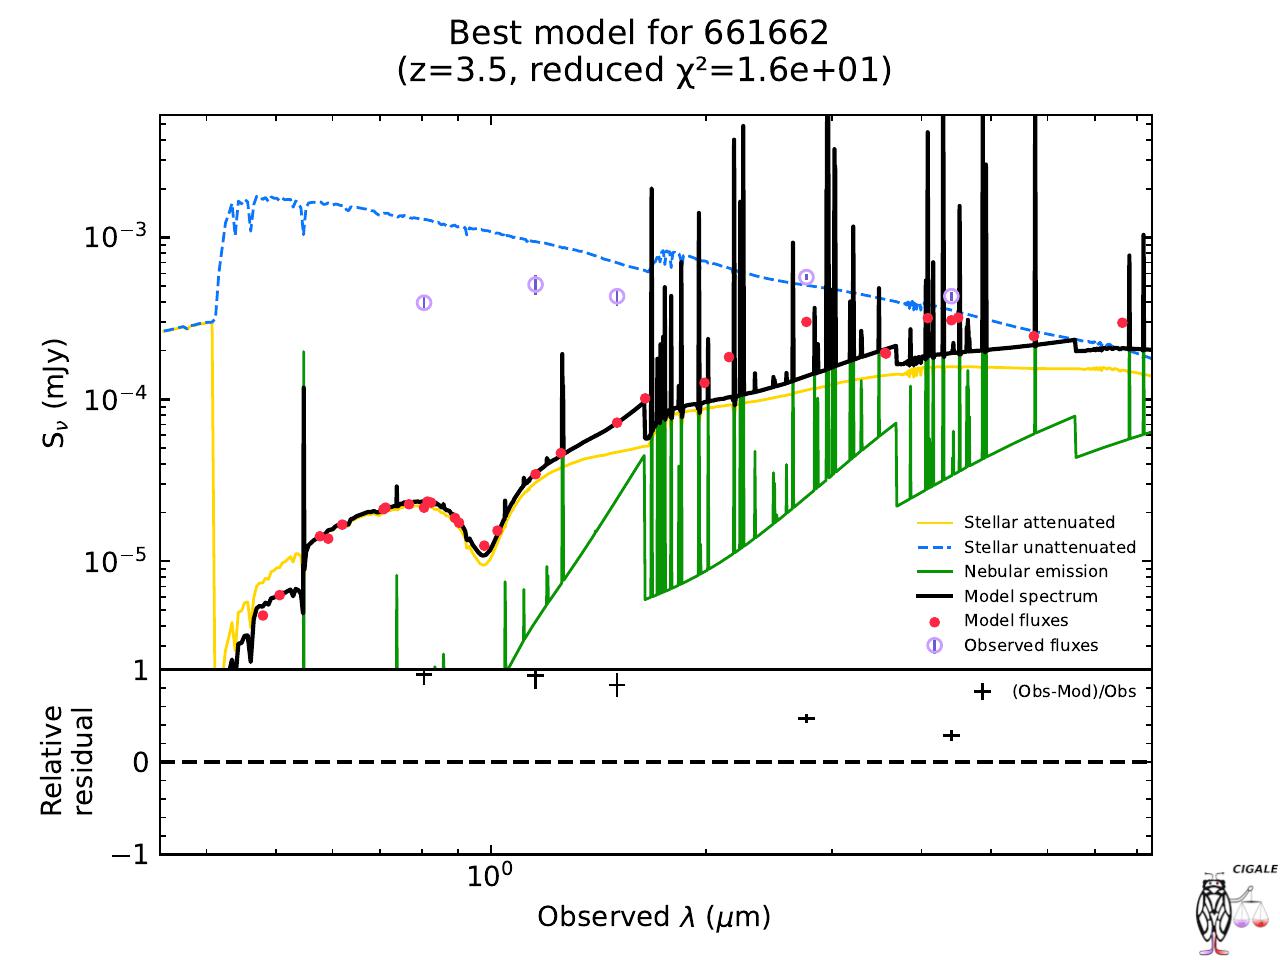 Best model for 661662
(z=3.5, reduced χ²=1.6e+01)
10⁻³
10⁻⁴
10⁻⁵
Sν (mJy)
Stellar attenuated
Stellar unattenuated
Nebular emission
Model spectrum
Model fluxes
Observed fluxes
1
0
−1
Relative
residual
(Obs-Mod)/Obs
10⁰
Observed λ (μm)
CIGALE